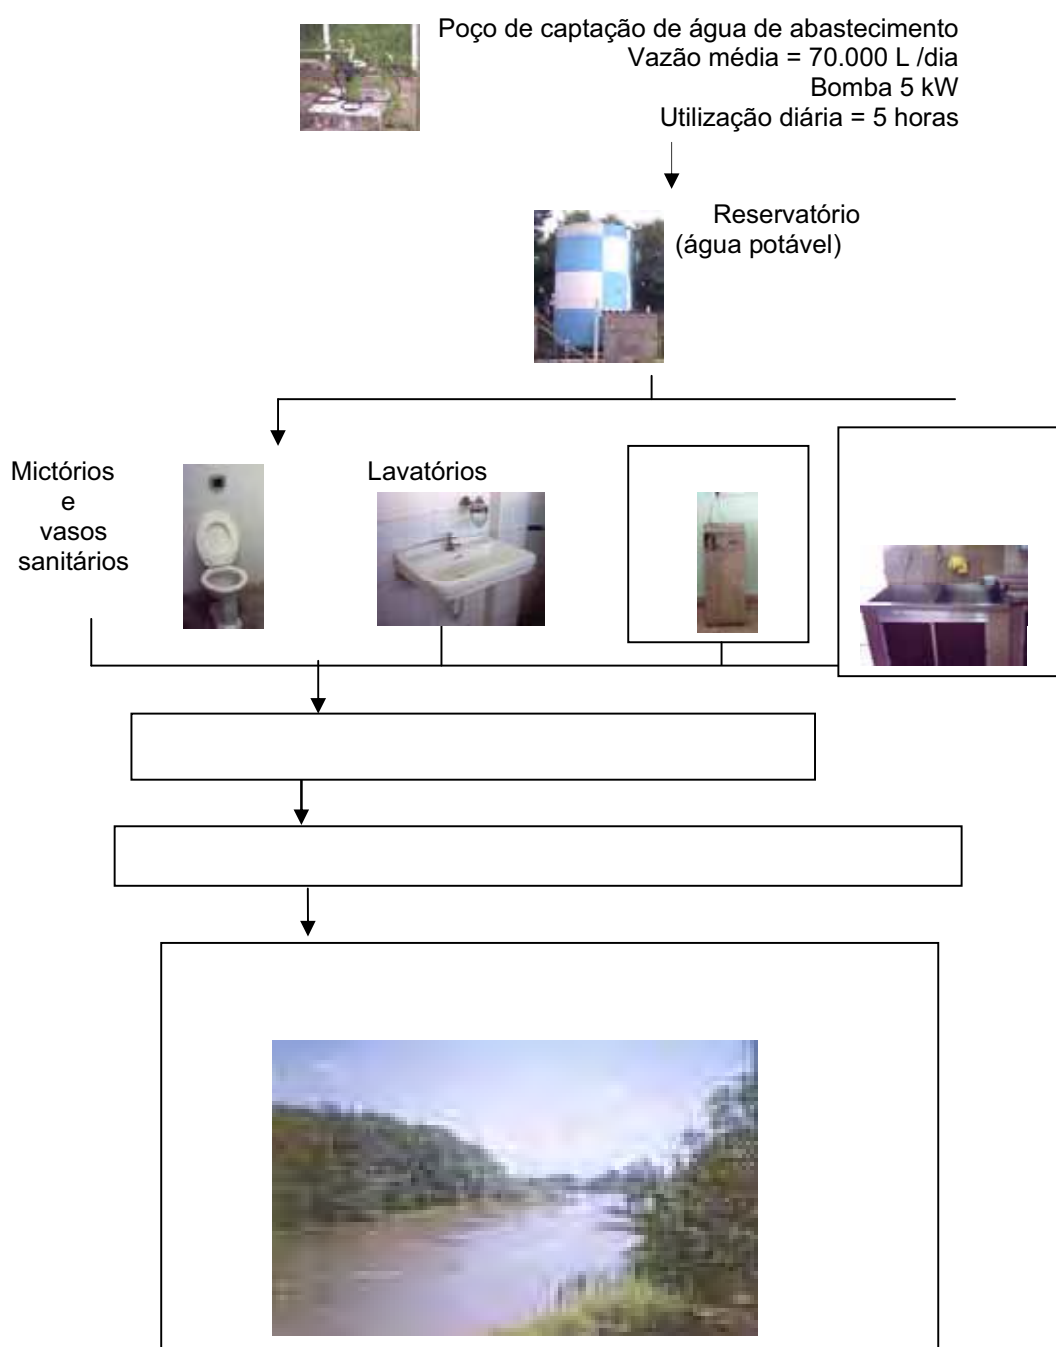 Poço de captação de água de abastecimento
Vazão média = 70.000 L /dia
Bomba 5 kW
Utilização diária = 5 horas
Reservatório
(água potável)
Mictórios
e
vasos
sanitários
Lavatórios